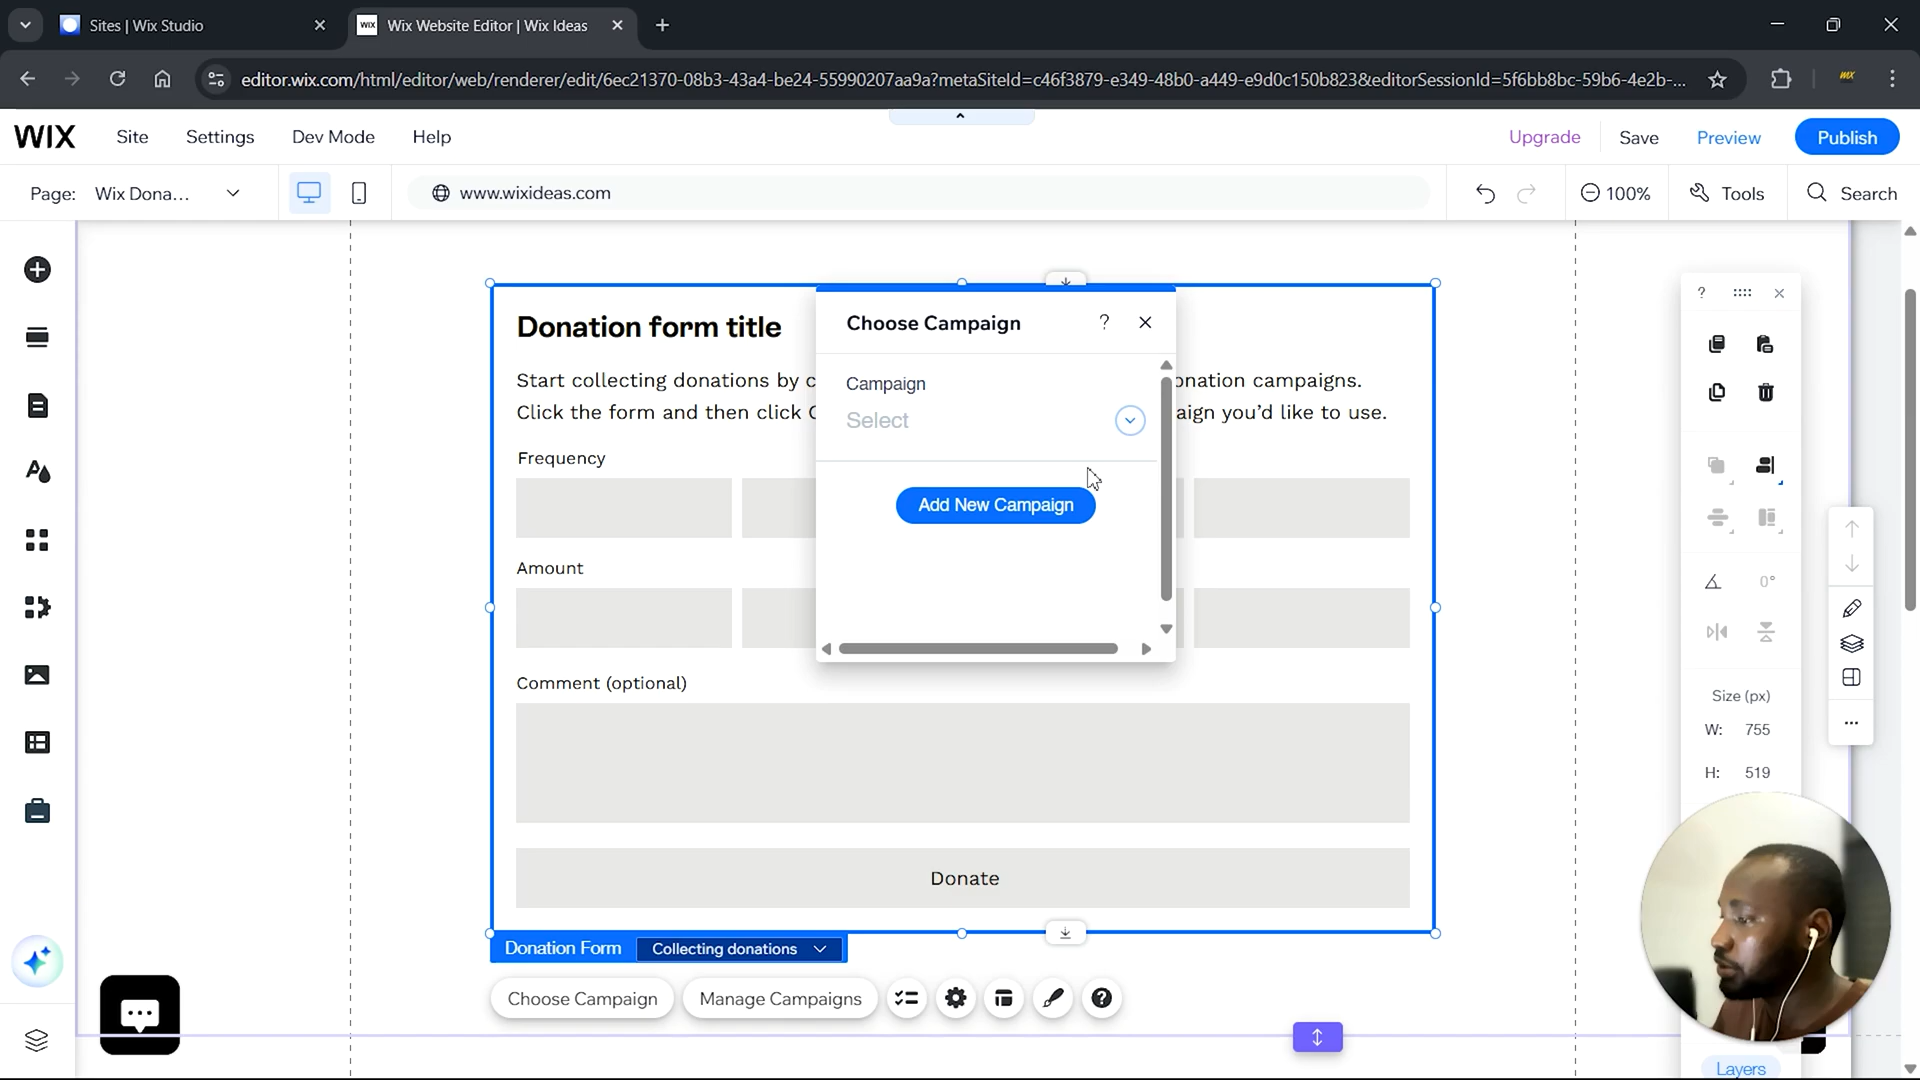 Sites | Wix Studio
WIX Wix Website Editor | Wix Ideas
editor.wix.com/html/editor/web/renderer/edit/6ec21370-08b3-43a4-be24-55990207aa9a?metaSiteId=c46f3879-e349-48b0-a449-e9d0c150b823&editorSessionId=5f6bb8bc-59b6-4e2b-...
WIX
WIX Site Settings Dev Mode Help Upgrade Save Preview Publish
Page: Wix Dona... www.wixideas.com 100% Tools Search
Donation form title
Start collecting donations by c
onation campaigns.
Click the form and then click C
aign you'd like to use.
Choose Campaign ?
Campaign
Select
Add New Campaign
Frequency
Amount
Comment (optional)
Donate
Donation Form Collecting donations
Choose Campaign Manage Campaigns ?
?
0°
Size (px)
W: 755
H: 519
Layers